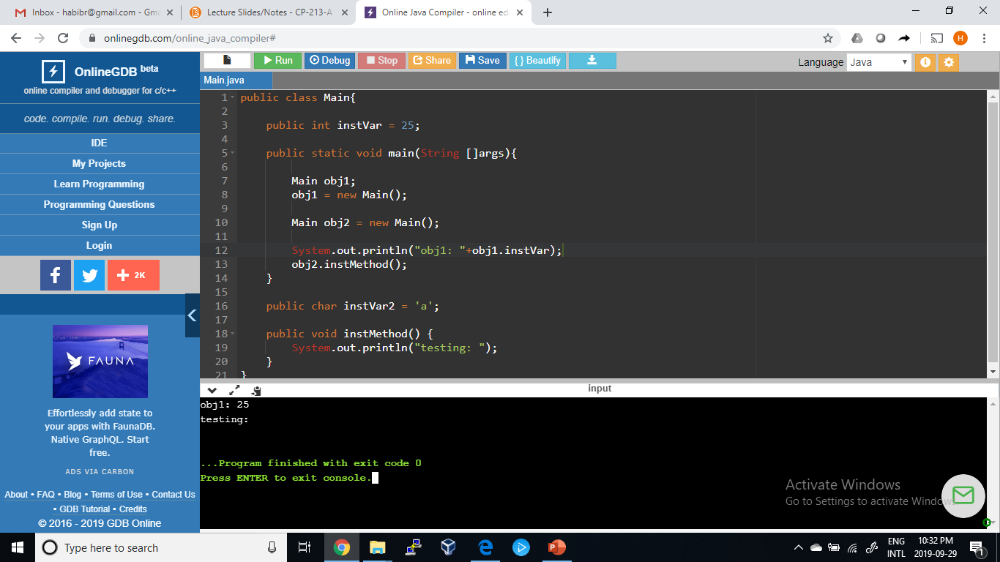 Inbox - habibr@gmail.com - Gma
Lecture Slides/Notes - CP-213-A
Online Java Compiler - online edi
onlinegdb.com/online_java_compiler#
H
OnlineGDB beta
online compiler and debugger for c/c++
code. compile. run. debug. share.
IDE
My Projects
Learn Programming
Programming Questions
Sign Up
Login
f
+ 2K
FAUNA
Effortlessly add state to
your apps with FaunaDB.
Native GraphQL. Start
free.
ADS VIA CARBON
About • FAQ • Blog • Terms of Use • Contact Us
• GDB Tutorial • Credits
© 2016 - 2019 GDB Online
Run Debug Stop Share Save { } Beautify
Language Java
Main.java
1 public class Main{
2
3     public int instVar = 25;
4
5     public static void main(String []args){
6
7         Main obj1;
8         obj1 = new Main();
9
10         Main obj2 = new Main();
11
12         System.out.println("obj1: "+obj1.instVar);
13         obj2.instMethod();
14     }
15
16     public char instVar2 = 'a';
17
18     public void instMethod() {
19         System.out.println("testing: ");
20     }
21 }
input
obj1: 25
testing:
...Program finished with exit code 0
Press ENTER to exit console.
Activate Windows
Go to Settings to activate Windows.
Type here to search
ENG
INTL
10:32 PM
2019-09-29
1